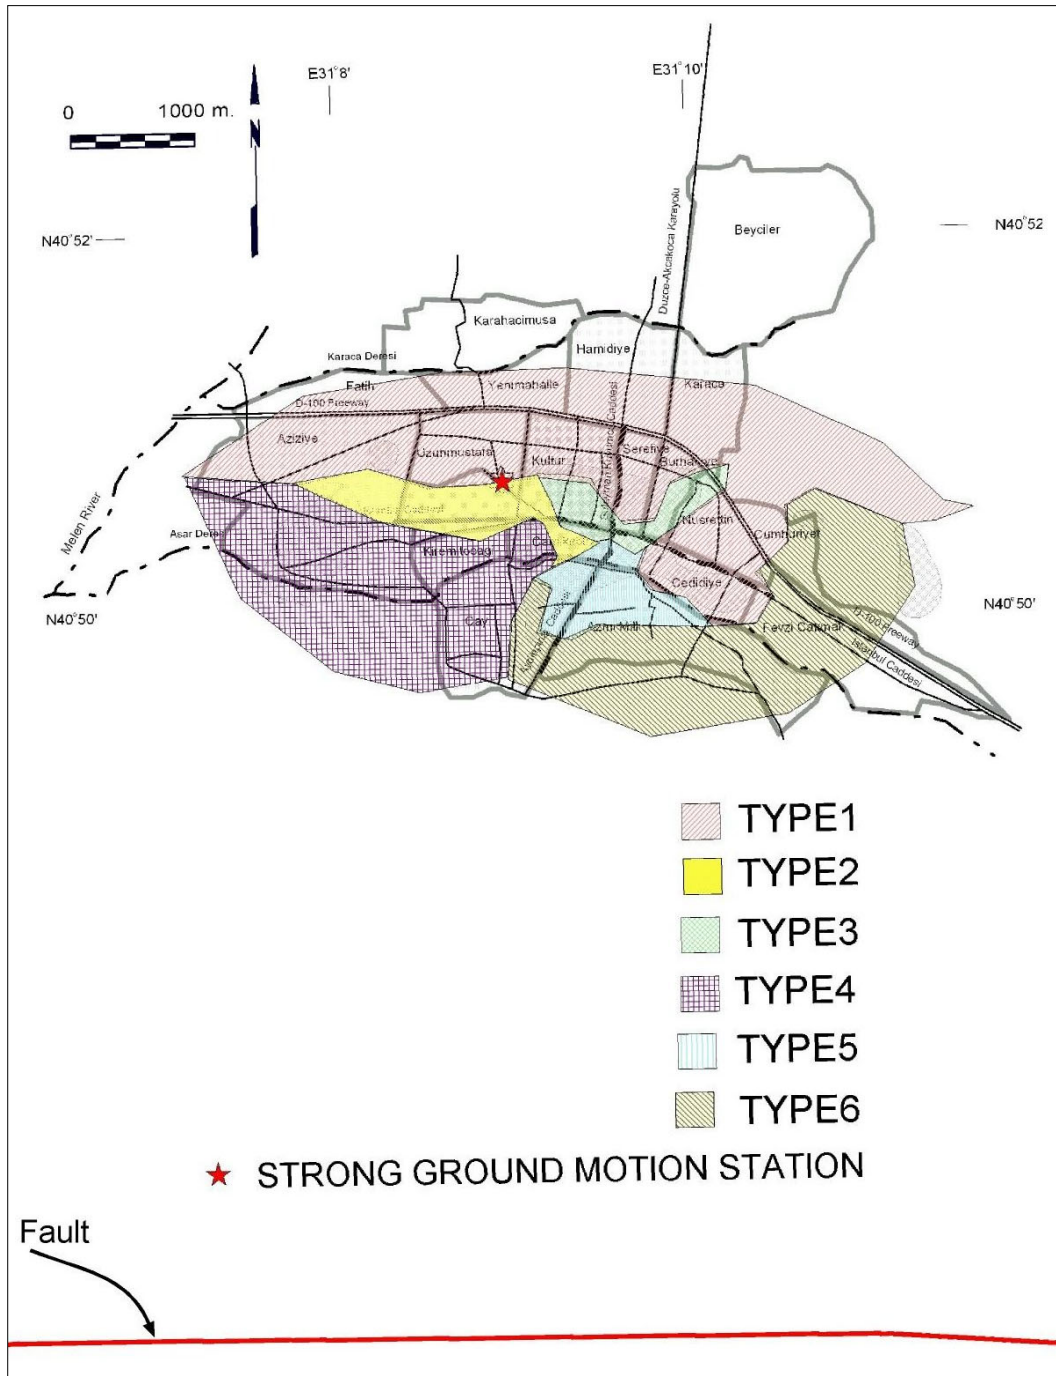 E31°8'
E31°10'
0 1000 m.
N
N40°52'
N40°52
Beyciler
Duzce-Akcakoca Karayolu
Karahacimusa
Hamidiye
Karaca Deresi
Fatih
Yenimahalle
Karaca
D-100 Freeway
Aziziye
Uzunmustafa
Kultur
Serefiye
Burhaniye
Nusrettin
Cumhuriyet
Melen River
Asar Deresi
Kiremitocagi
Cedidiye
N40°50'
N40°50'
Cay
Azmi Milli
Fevzi Cakmak
D-100 Freeway
Istanbul Caddesi
TYPE1
TYPE2
TYPE3
TYPE4
TYPE5
TYPE6
STRONG GROUND MOTION STATION
Fault